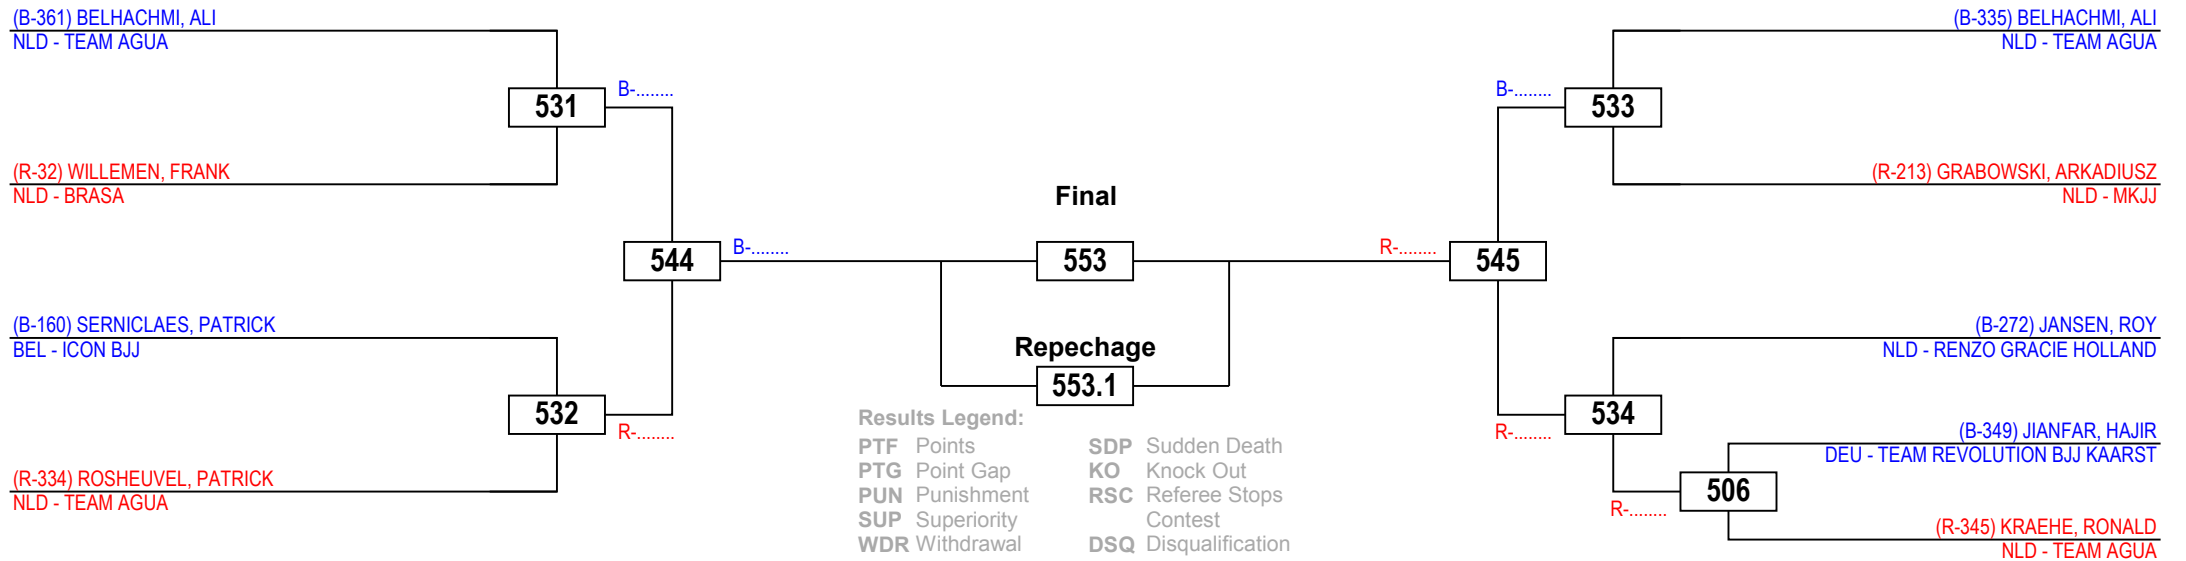 (B-361) BELHACHMI, ALI
NLD - TEAM AGUA
531
B-........
(R-32) WILLEMEN, FRANK
NLD - BRASA
544
B-........
(B-160) SERNICLAES, PATRICK
BEL - ICON BJJ
532
R-........
(R-334) ROSHEUVEL, PATRICK
NLD - TEAM AGUA
Final
553
Repechage
553.1
Results Legend:
PTF Points
PTG Point Gap
PUN Punishment
SUP Superiority
WDR Withdrawal
SDP Sudden Death
KO Knock Out
RSC Referee Stops
Contest
DSQ Disqualification
(B-335) BELHACHMI, ALI
NLD - TEAM AGUA
B-........
533
(R-213) GRABOWSKI, ARKADIUSZ
NLD - MKJJ
R-........
545
(B-272) JANSEN, ROY
NLD - RENZO GRACIE HOLLAND
R-........
534
(B-349) JIANFAR, HAJIR
DEU - TEAM REVOLUTION BJJ KAARST
R-........
506
(R-345) KRAEHE, RONALD
NLD - TEAM AGUA